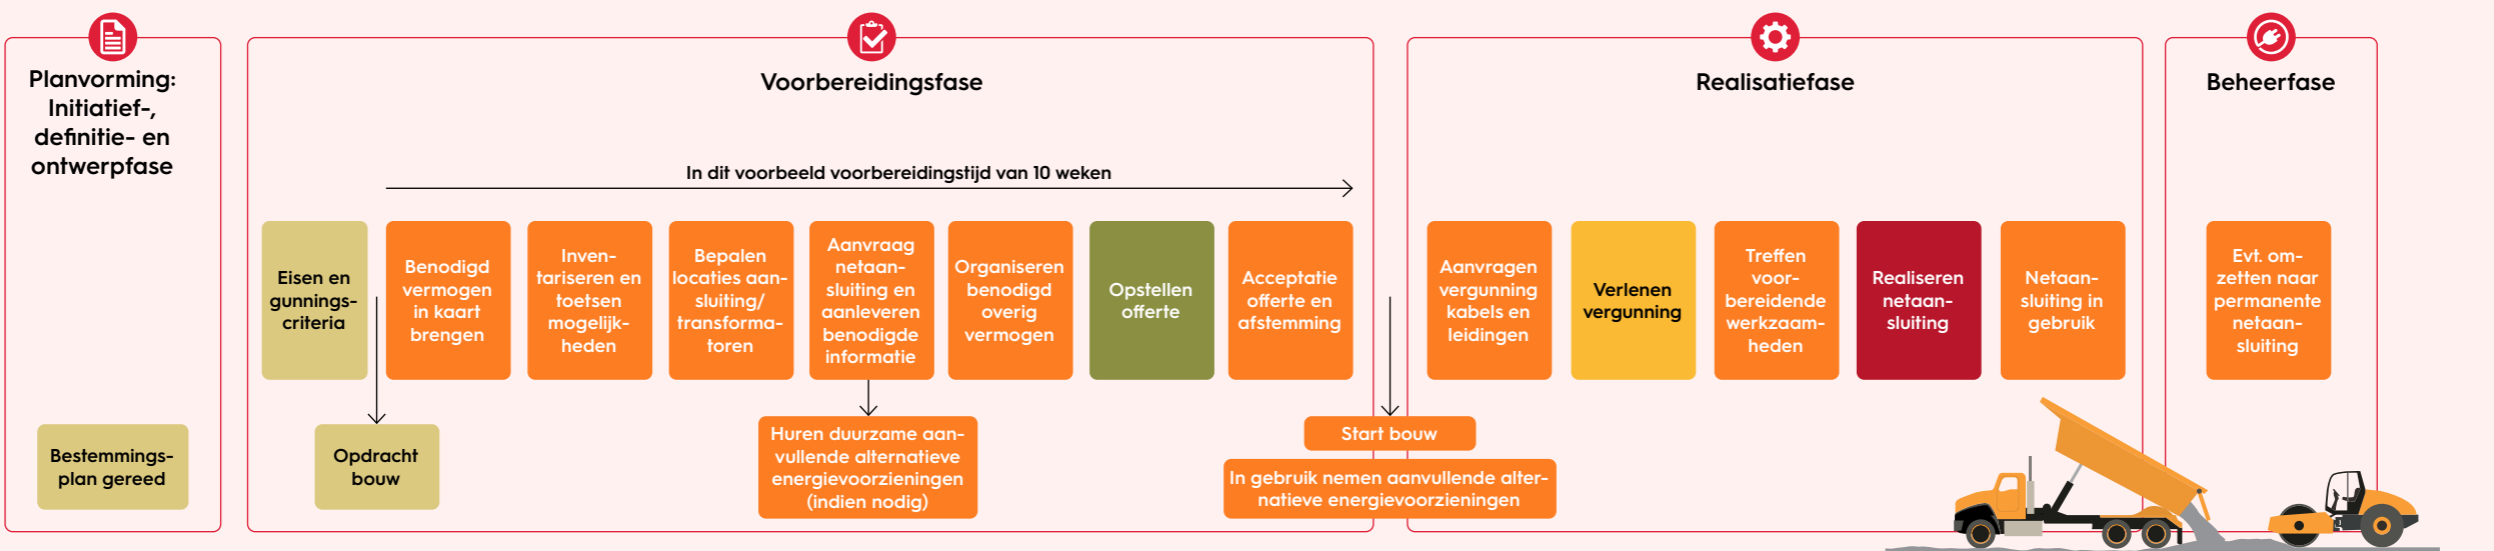 Planvorming:
Initiatief-,
definitie- en
ontwerpfase
Bestemmings-
plan gereed
Voorbereidingsfase
In dit voorbeeld voorbereidingstijd van 10 weken
Eisen en
gunnings-
criteria
Opdracht
bouw
Benodigd
vermogen
in kaart
brengen
Inven-
tariseren en
toetsen
mogelijk-
heden
Bepalen
locaties aan-
sluiting/
transforma-
toren
Aanvraag
netaan-
sluiting en
aanleveren
benodigde
informatie
Huren duurzame aan-
vullende alternatieve
energievoorzieningen
(indien nodig)
Organiseren
benodigd
overig
vermogen
Opstellen
offerte
Acceptatie
offerte en
afstemming
Start bouw
In gebruik nemen aanvullende alter-
natieve energievoorzieningen
Realisatiefase
Aanvragen
vergunning
kabels en
leidingen
Verlenen
vergunning
Treffen
voor-
bereidende
werkzaam-
heden
Realiseren
netaan-
sluiting
Netaan-
sluiting in
gebruik
Beheerfase
Evt. om-
zetten naar
permanente
netaan-
sluiting